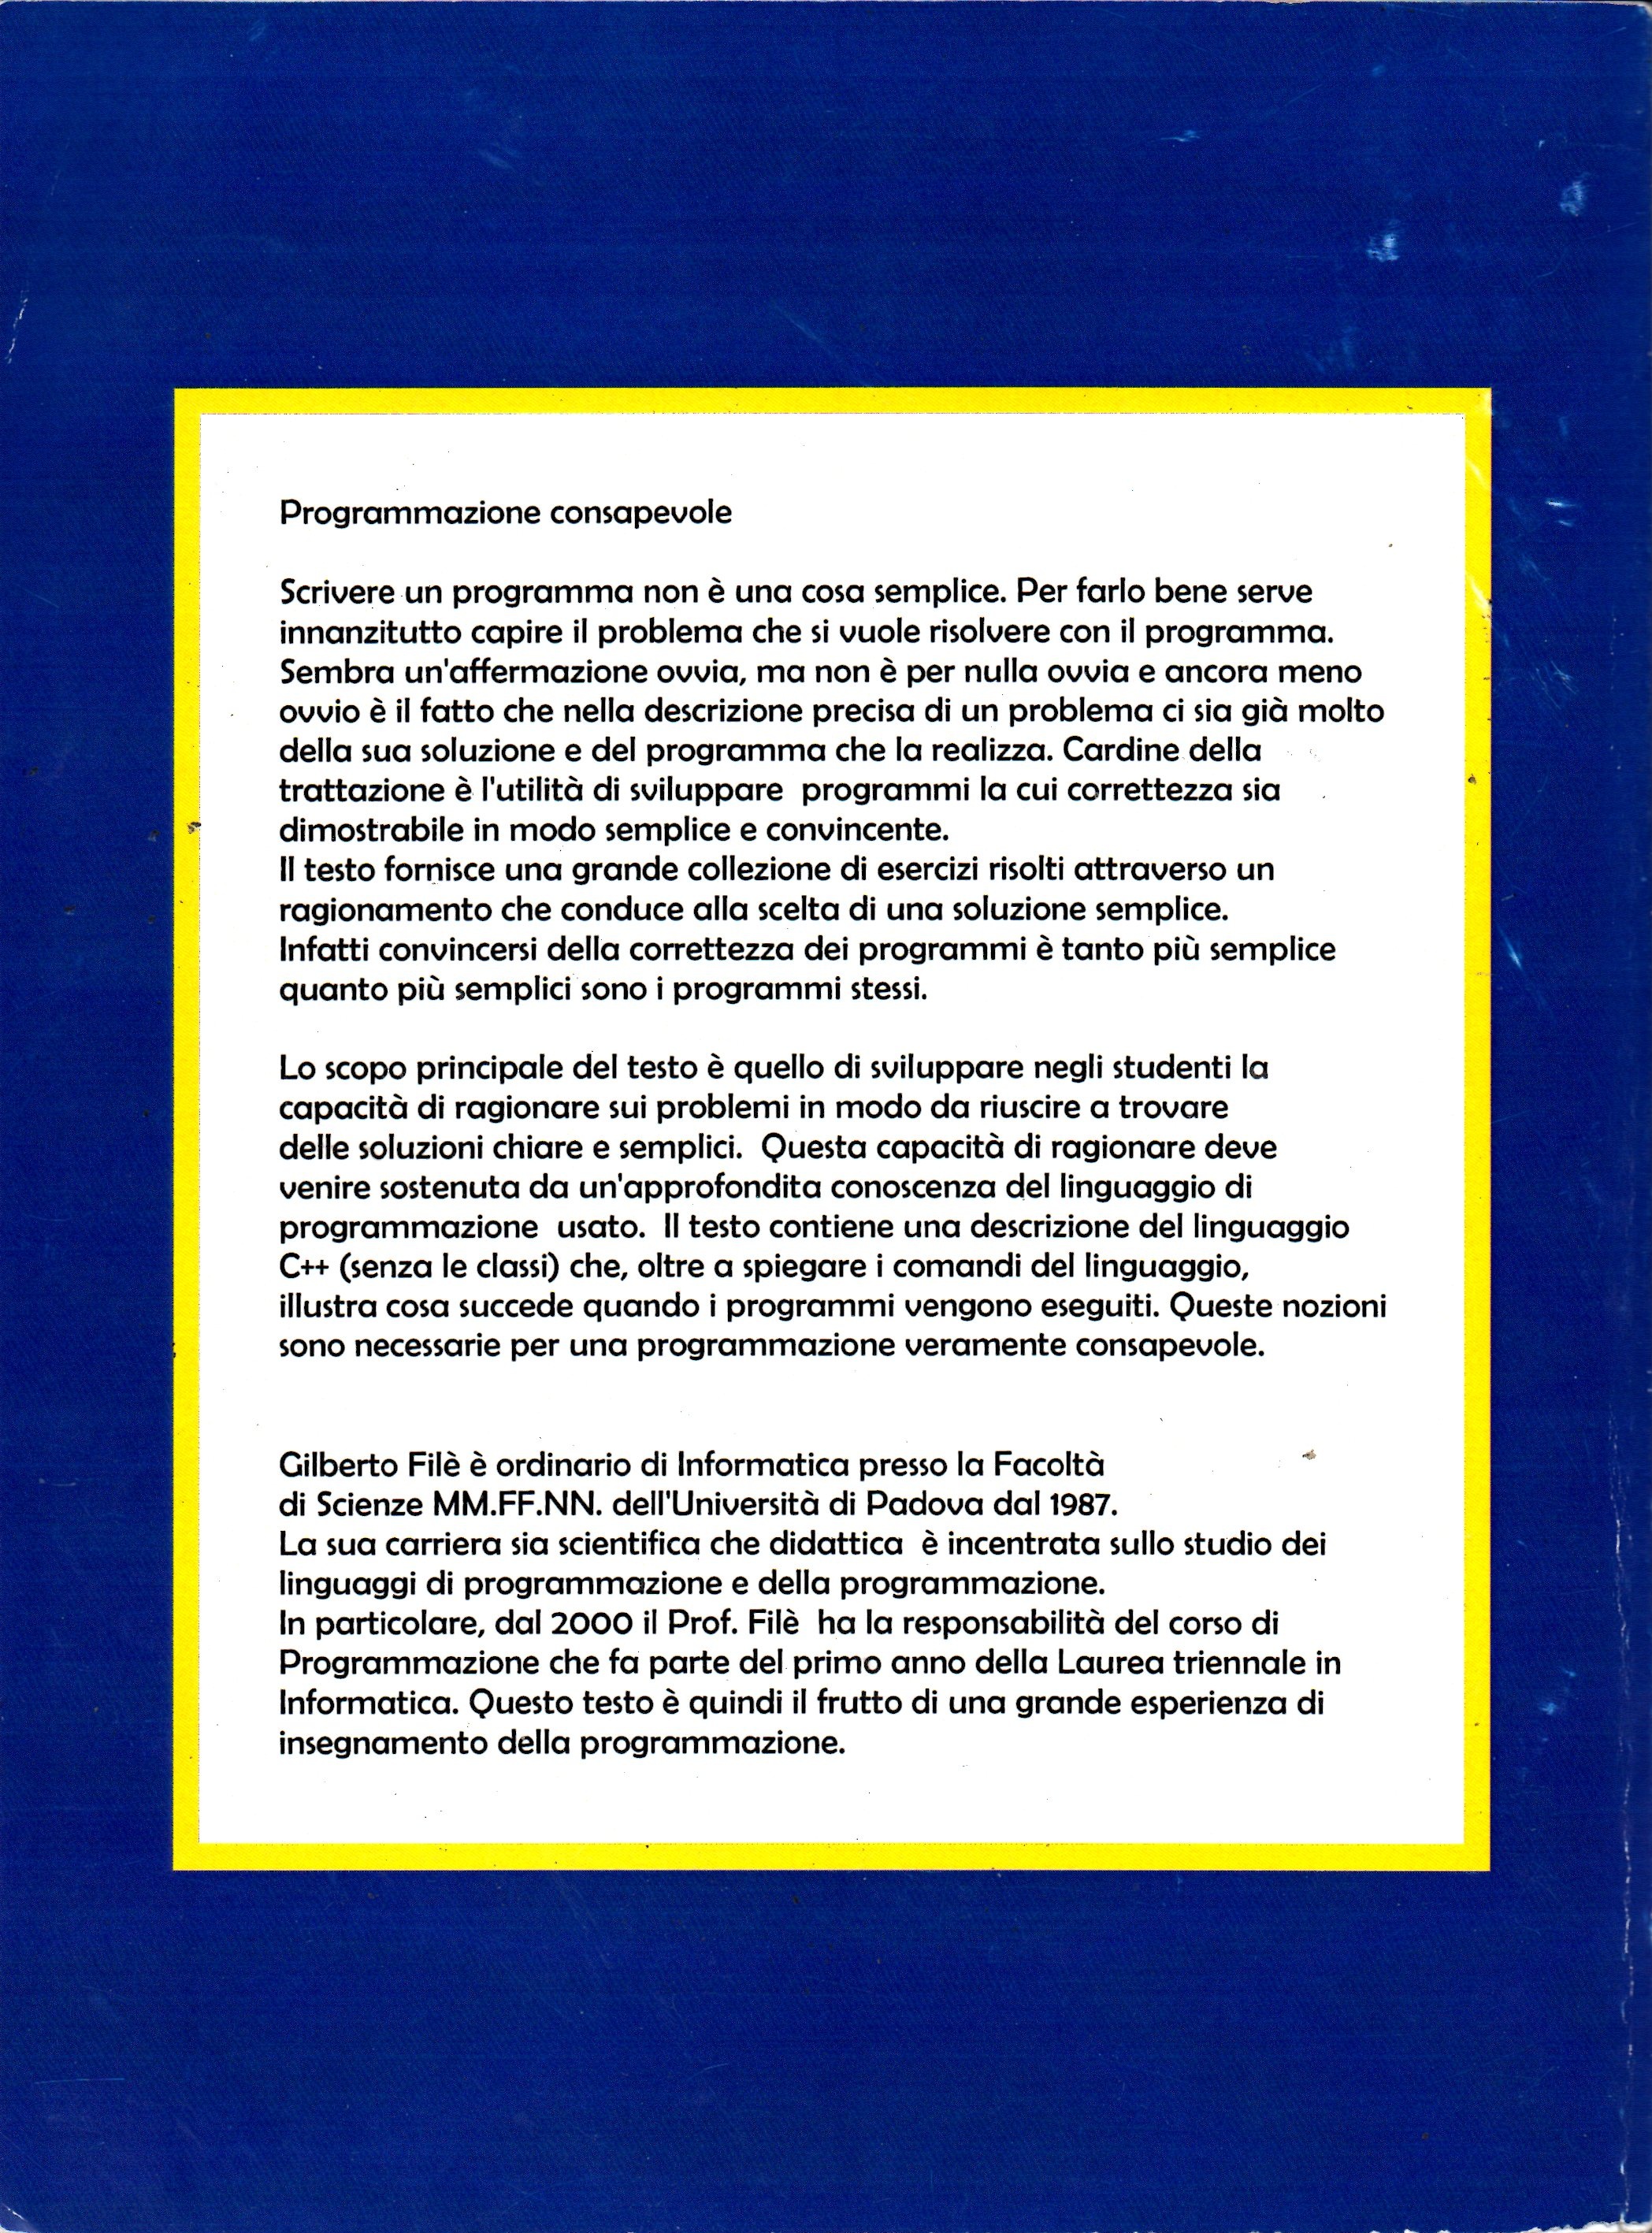 Programmazione consapevole
Scrivere un programma non è una cosa semplice. Per farlo bene serve
innanzitutto capire il problema che si vuole risolvere con il programma.
Sembra un'affermazione ovvia, ma non è per nulla ovvia e ancora meno
ovvio è il fatto che nella descrizione precisa di un problema ci sia già molto
della sua soluzione e del programma che la realizza. Cardine della
trattazione è l'utilità di sviluppare  programmi la cui correttezza sia
dimostrabile in modo semplice e convincente.
Il testo fornisce una grande collezione di esercizi risolti attraverso un
ragionamento che conduce alla scelta di una soluzione semplice.
Infatti convincersi della correttezza dei programmi è tanto più semplice
quanto più semplici sono i programmi stessi.
Lo scopo principale del testo è quello di sviluppare negli studenti la
capacità di ragionare sui problemi in modo da riuscire a trovare
delle soluzioni chiare e semplici.  Questa capacità di ragionare deve
venire sostenuta da un'approfondita conoscenza del linguaggio di
programmazione  usato.  Il testo contiene una descrizione del linguaggio
C++ (senza le classi) che, oltre a spiegare i comandi del linguaggio,
illustra cosa succede quando i programmi vengono eseguiti. Queste nozioni
sono necessarie per una programmazione veramente consapevole.
Gilberto Filè è ordinario di Informatica presso la Facoltà
di Scienze MM.FF.NN. dell'Università di Padova dal 1987.
La sua carriera sia scientifica che didattica  è incentrata sullo studio dei
linguaggi di programmazione e della programmazione.
In particolare, dal 2000 il Prof. Filè  ha la responsabilità del corso di
Programmazione che fa parte del primo anno della Laurea triennale in
Informatica. Questo testo è quindi il frutto di una grande esperienza di
insegnamento della programmazione.